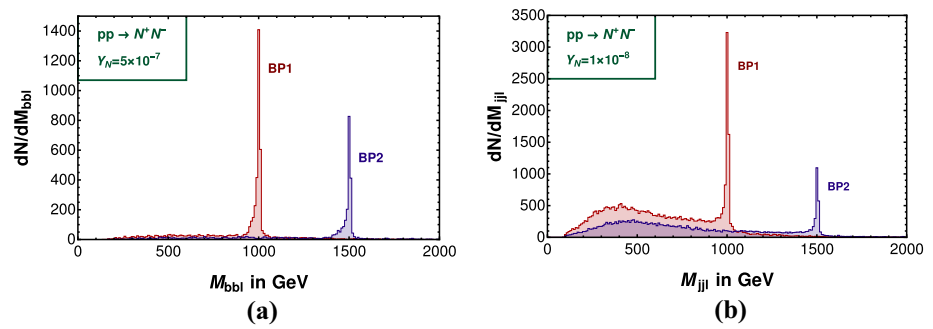 pp → N⁺N⁻
Y_N=5×10⁻⁷
BP1
BP2
dN/dM_bbl
1400
1200
1000
800
600
400
200
0
0 500 1000 1500 2000
M_bbl in GeV
(a)
pp → N⁺N⁻
Y_N=1×10⁻⁸
BP1
BP2
dN/dM_jjl
3500
3000
2500
2000
1500
1000
500
0
0 500 1000 1500 2000
M_jjl in GeV
(b)